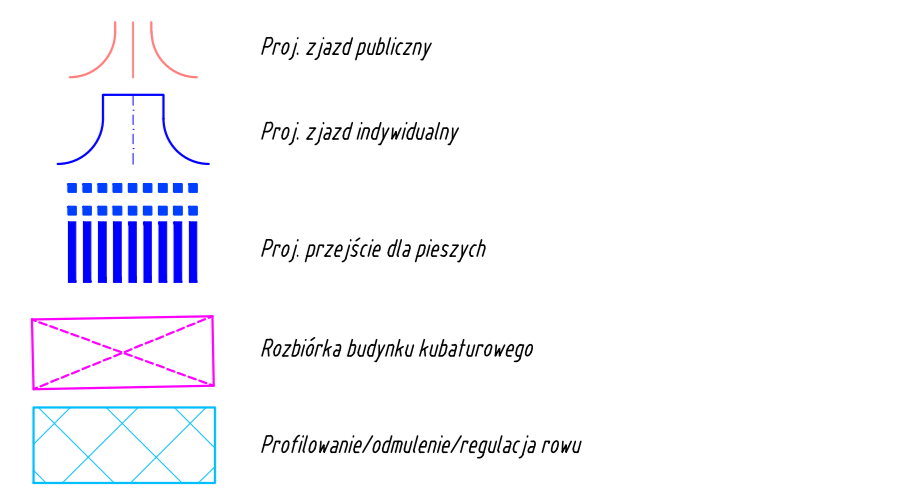 Proj. zjazd publiczny
Proj. zjazd indywidualny
Proj. przejście dla pieszych
Rozbiórka budynku kubaturowego
Profilowanie/odmulenie/regulacja rowu